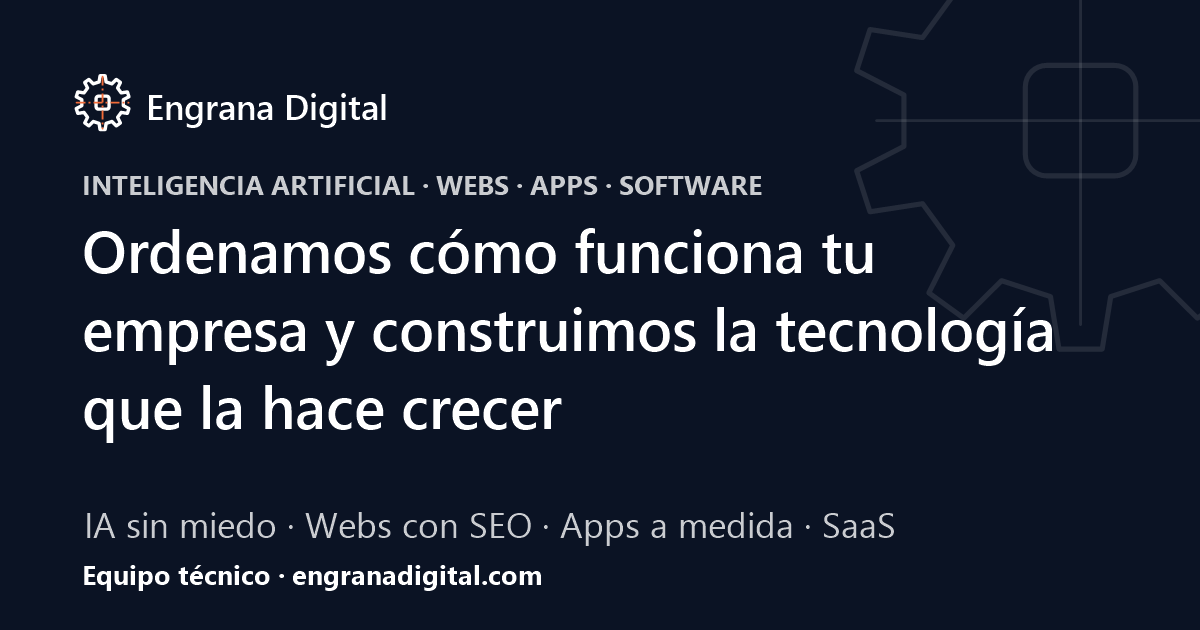 Engrana Digital
INTELIGENCIA ARTIFICIAL · WEBS · APPS · SOFTWARE
Ordenamos cómo funciona tu
empresa y construimos la tecnología
que la hace crecer
IA sin miedo · Webs con SEO · Apps a medida · SaaS
Equipo técnico · engranadigital.com